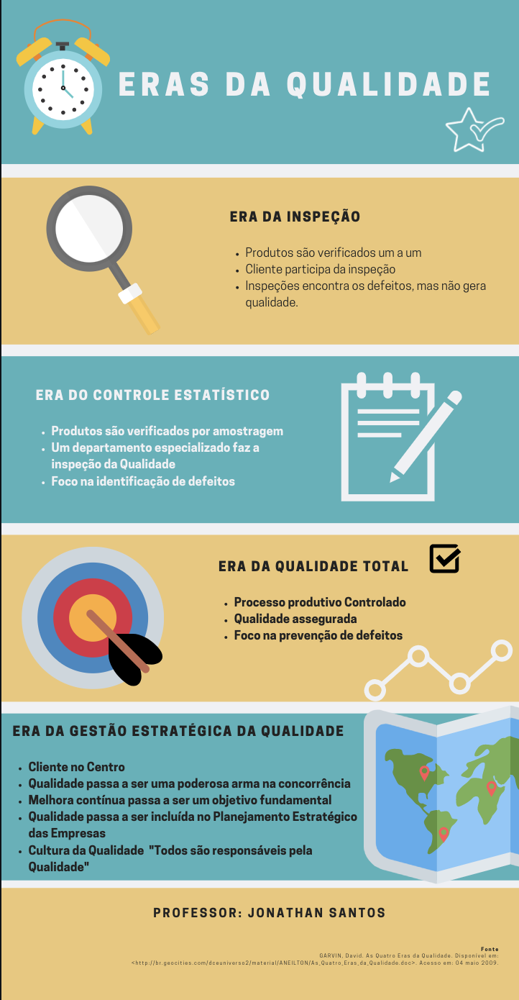 ERAS DA QUALIDADE
ERA DA INSPEÇÃO
• Produtos são verificados um a um
• Cliente participa da inspeção
• Inspeções encontra os defeitos, mas não gera
qualidade.
ERA DO CONTROLE ESTATÍSTICO
• Produtos são verificados por amostragem
• Um departamento especializado faz a
inspeção da Qualidade
• Foco na identificação de defeitos
ERA DA QUALIDADE TOTAL
• Processo produtivo Controlado
• Qualidade assegurada
• Foco na prevenção de defeitos
ERA DA GESTÃO ESTRATÉGICA DA QUALIDADE
• Cliente no Centro
• Qualidade passa a ser uma poderosa arma na concorrência
• Melhora contínua passa a ser um objetivo fundamental
• Qualidade passa a ser incluída no Planejamento Estratégico
das Empresas
• Cultura da Qualidade "Todos são responsáveis pela
Qualidade"
PROFESSOR: JONATHAN SANTOS
Fonte
GARVIN, David. As Quatro Eras da Qualidade. Disponível em:
<http://br.geocities.com/dceuniverso2/material/ANEILTON/As_Quatro_Eras_da_Qualidade.doc>. Acesso em: 04 maio 2009.